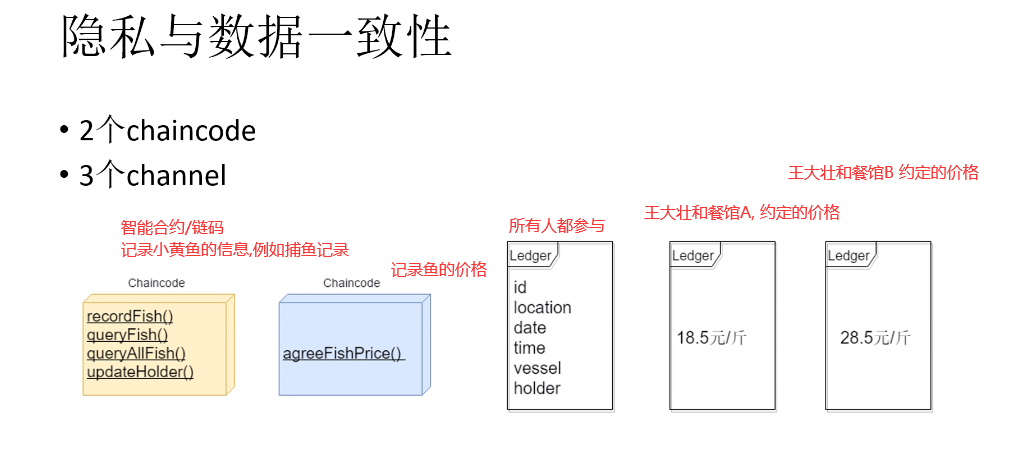 隐私与数据一致性
• 2个chaincode
• 3个channel
王大壮和餐馆B 约定的价格
王大壮和餐馆A, 约定的价格
所有人都参与
智能合约/链码
记录小黄鱼的信息,例如捕鱼记录
记录鱼的价格
Chaincode
recordFish()
queryFish()
queryAllFish()
updateHolder()
Chaincode
agreeFishPrice()
Ledger
id
location
date
time
vessel
holder
Ledger
18.5元/斤
Ledger
28.5元/斤